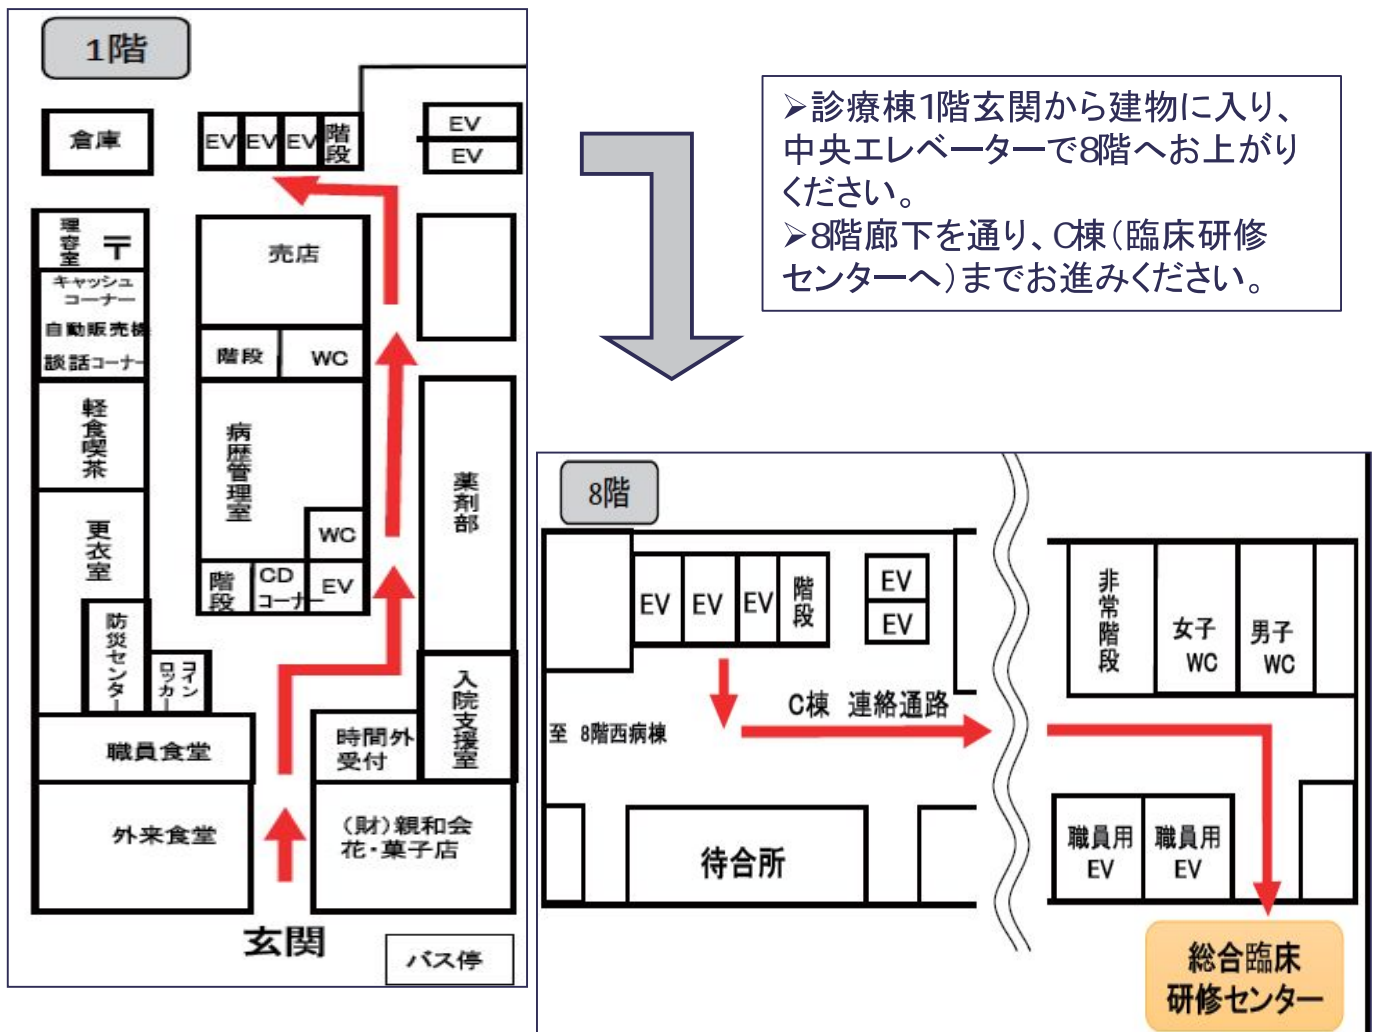 1階
倉庫
EV EV EV 階段
EV
EV
理容室 〒
キャッシュ
コーナー
自動販売機
談話コーナー
軽食喫茶
更衣室
防災センター
コイン
ロッカー
職員食堂
外来食堂
売店
階段 WC
病歴管理室
WC
階段 CD
コーナー EV
薬剤部
入院支援室
時間外
受付
(財)親和会
花・菓子店
玄関
バス停
➢診療棟1階玄関から建物に入り、
中央エレベーターで8階へお上がり
ください。
➢8階廊下を通り、C棟(臨床研修
センターへ)までお進みください。
8階
EV EV EV 階段
EV
EV
至 8階西病棟
C棟 連絡通路
待合所
非常階段
女子
WC
男子
WC
職員用
EV
職員用
EV
総合臨床
研修センター